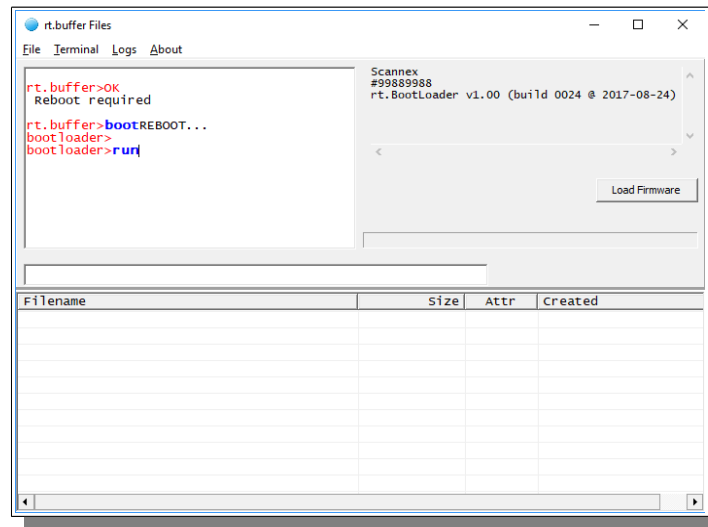 rt.buffer Files
File Terminal Logs About
rt.buffer>OK
Reboot required
rt.buffer>bootREBOOT...
bootloader>
bootloader>run
Scannex
#99889988
rt.BootLoader v1.00 (build 0024 @ 2017-08-24)
Load Firmware
Filename Size Attr Created